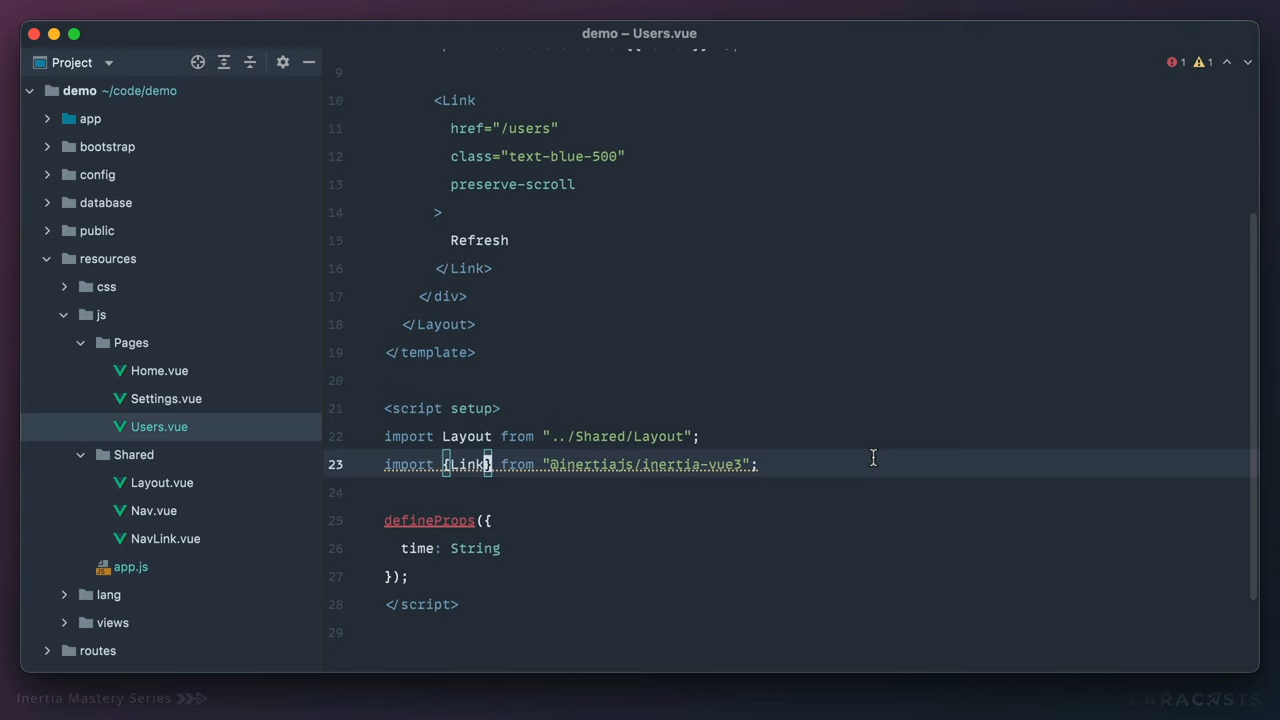 demo – Users.vue
Project
demo ~/code/demo
app
bootstrap
config
database
public
resources
css
js
Pages
Home.vue
Settings.vue
Users.vue
Shared
Layout.vue
Nav.vue
NavLink.vue
app.js
lang
views
routes
1 1
9
10 <Link
11 href="/users"
12 class="text-blue-500"
13 preserve-scroll
14 >
15 Refresh
16 </Link>
17 </div>
18 </Layout>
19 </template>
20
21 <script setup>
22 import Layout from "../Shared/Layout";
23 import {Link} from "@inertiajs/inertia-vue3";
24
25 defineProps({
26 time: String
27 });
28 </script>
29
Inertia Mastery Series
LARACASTS